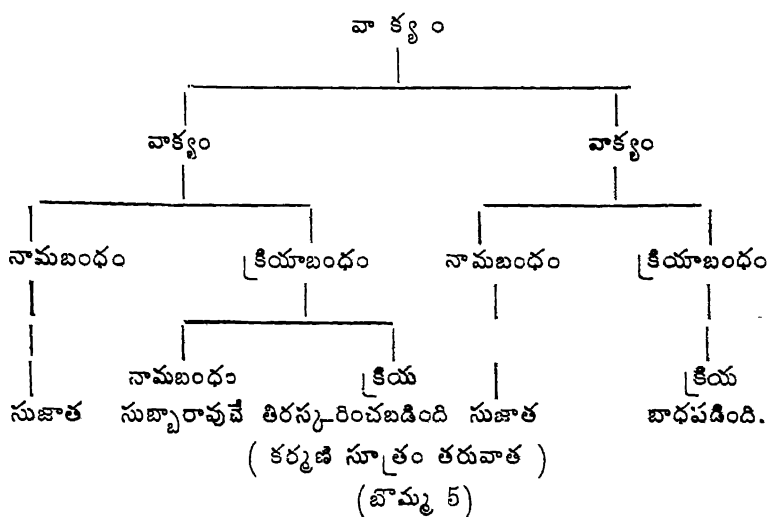 వాక్యం
వాక్యం వాక్యం
నామబంధం క్రియాబంధం నామబంధం క్రియాబంధం
నామబంధం క్రియ క్రియ
సుజాత సుబ్బారావుచే తిరస్కరించబడింది సుజాత బాధపడింది.
( కర్మణి సూత్రం తరువాత )
(బొమ్మ 5)